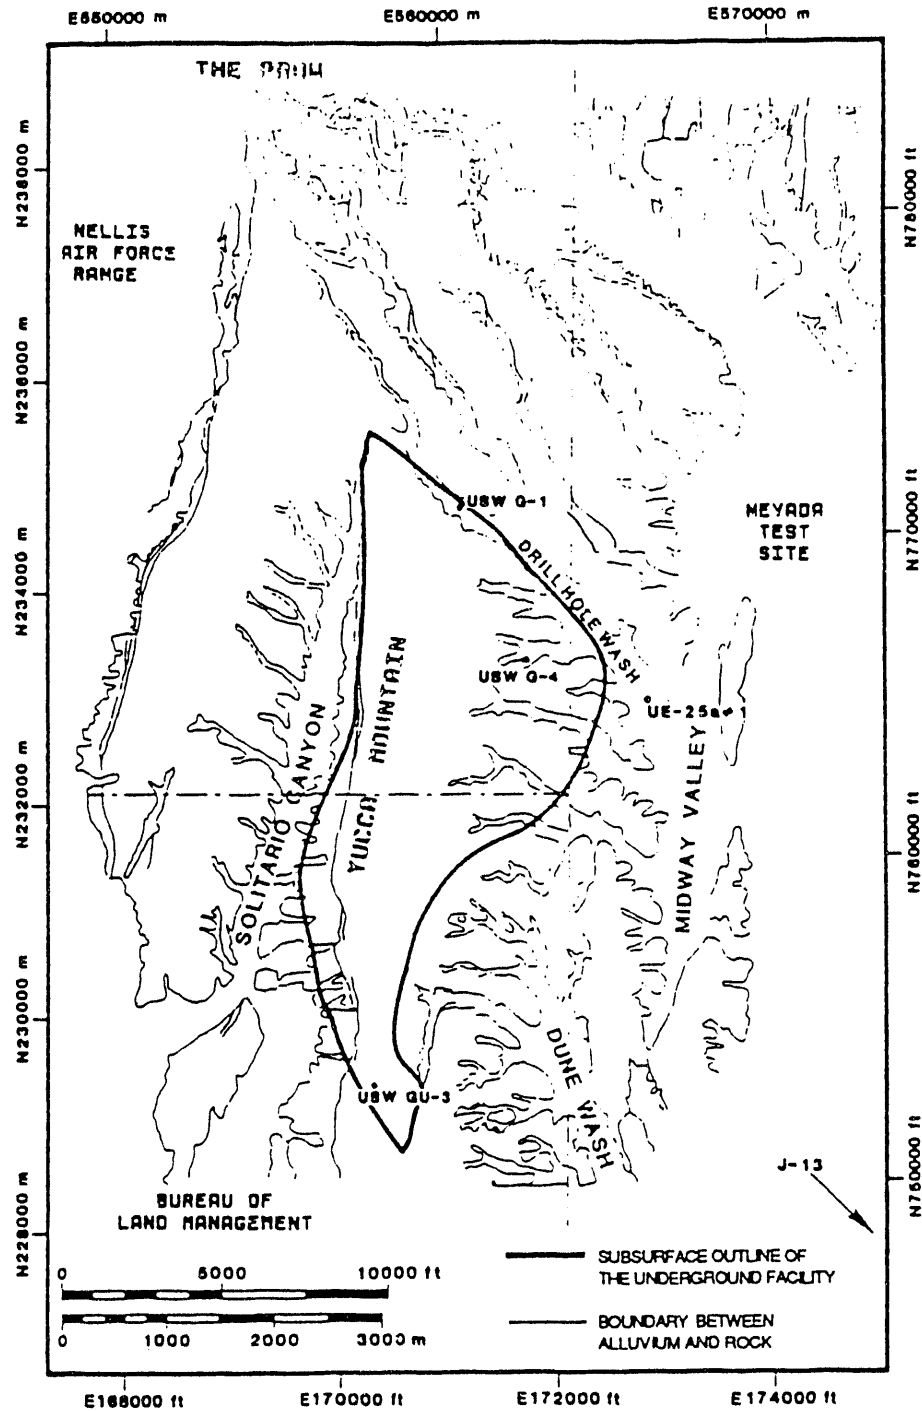 E550000 m
E560000 m
E570000 m
THE
N238000 m
N236000 m
N234000 m
N232000 m
N230000 m
N228000 m
N780000 ft
N770000 ft
N760000 ft
N750000 ft
NELLIS
AIR FORCE
RANGE
USW G-1
NEVADA
TEST
SITE
DRILL HOLE WASH
USW G-4
UE-25a#1
YUCCA MOUNTAIN
SOLITARIO CANYON
MIDWAY VALLEY
DUNE WASH
USW GU-3
J-13
BUREAU OF
LAND MANAGEMENT
0 5000 10000 ft
0 1000 2000 3000 m
SUBSURFACE OUTLINE OF
THE UNDERGROUND FACILITY
BOUNDARY BETWEEN
ALLUVIUM AND ROCK
E168000 ft
E170000 ft
E172000 ft
E174000 ft